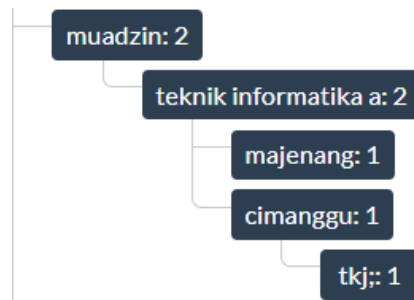 muadzin: 2
teknik informatika a: 2
majenang: 1
cimanggu: 1
tkj;: 1